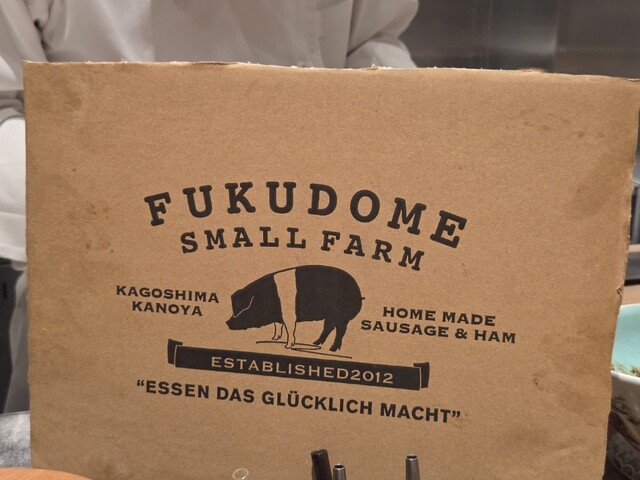 FUKUDOME
SMALL FARM
KAGOSHIMA
KANOYA
HOME MADE
SAUSAGE & HAM
ESTABLISHED2012
“ESSEN DAS GLÜCKLICH MACHT”